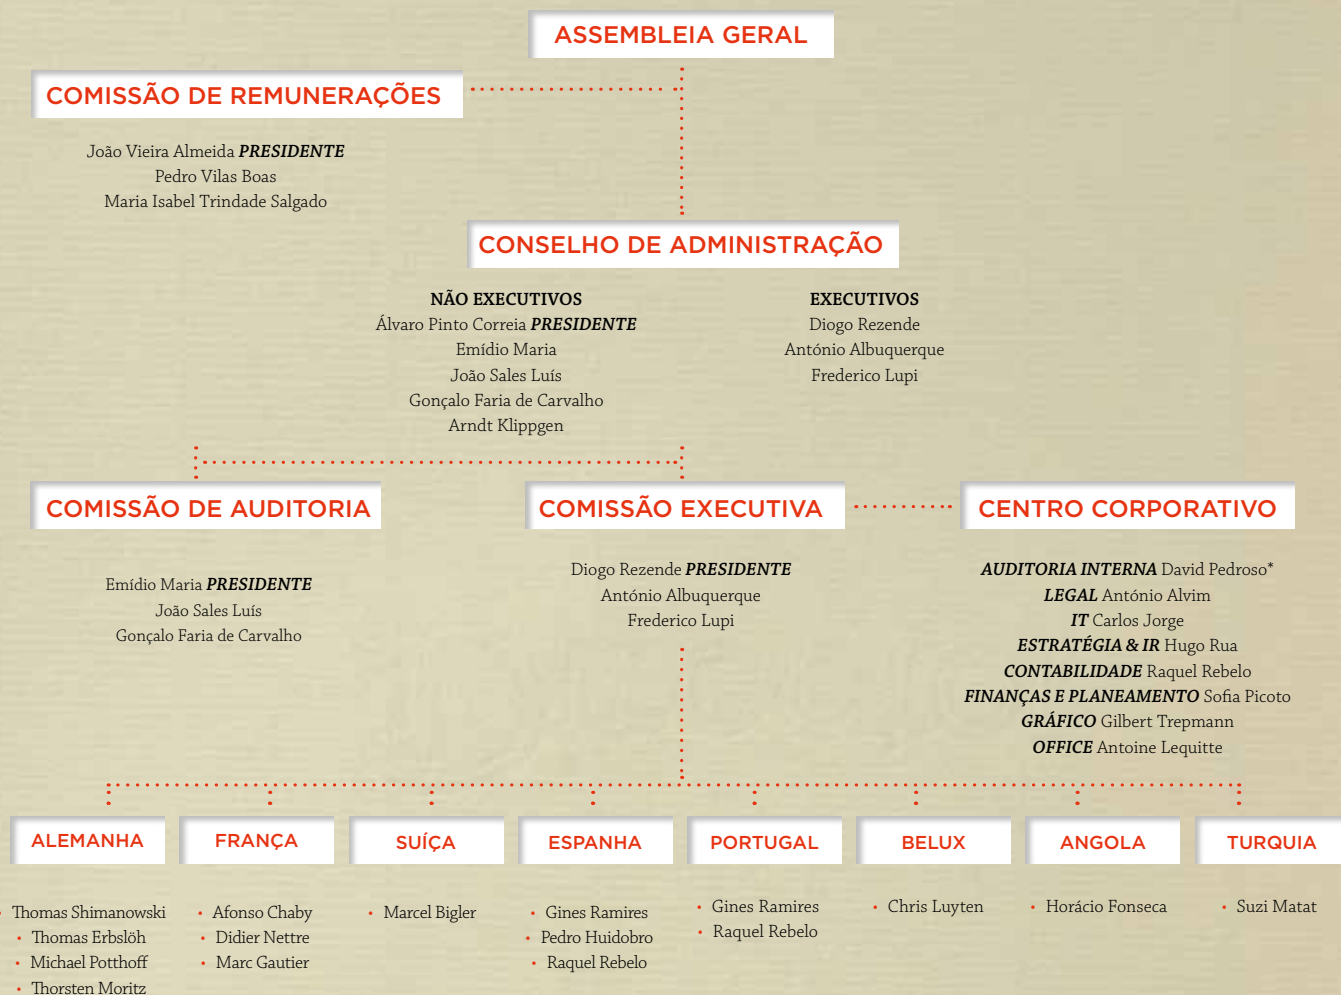 ASSEMBLEIA GERAL
COMISSÃO DE REMUNERAÇÕES
João Vieira Almeida PRESIDENTE
Pedro Vilas Boas
Maria Isabel Trindade Salgado
CONSELHO DE ADMINISTRAÇÃO
NÃO EXECUTIVOS
Álvaro Pinto Correia PRESIDENTE
Emídio Maria
João Sales Luís
Gonçalo Faria de Carvalho
Arndt Klippgen
EXECUTIVOS
Diogo Rezende
António Albuquerque
Frederico Lupi
COMISSÃO DE AUDITORIA
Emídio Maria PRESIDENTE
João Sales Luís
Gonçalo Faria de Carvalho
COMISSÃO EXECUTIVA
Diogo Rezende PRESIDENTE
António Albuquerque
Frederico Lupi
CENTRO CORPORATIVO
AUDITORIA INTERNA David Pedroso*
LEGAL António Alvim
IT Carlos Jorge
ESTRATÉGIA & IR Hugo Rua
CONTABILIDADE Raquel Rebelo
FINANÇAS E PLANEAMENTO Sofia Picoto
GRÁFICO Gilbert Trepmann
OFFICE Antoine Lequitte
ALEMANHA
• Thomas Shimanowski
• Thomas Erbslöh
• Michael Potthoff
• Thorsten Moritz
FRANÇA
• Afonso Chaby
• Didier Nettre
• Marc Gautier
SUÍÇA
• Marcel Bigler
ESPANHA
• Gines Ramires
• Pedro Huidobro
• Raquel Rebelo
PORTUGAL
• Gines Ramires
• Raquel Rebelo
BELUX
• Chris Luyten
ANGOLA
• Horácio Fonseca
TURQUIA
• Suzi Matat